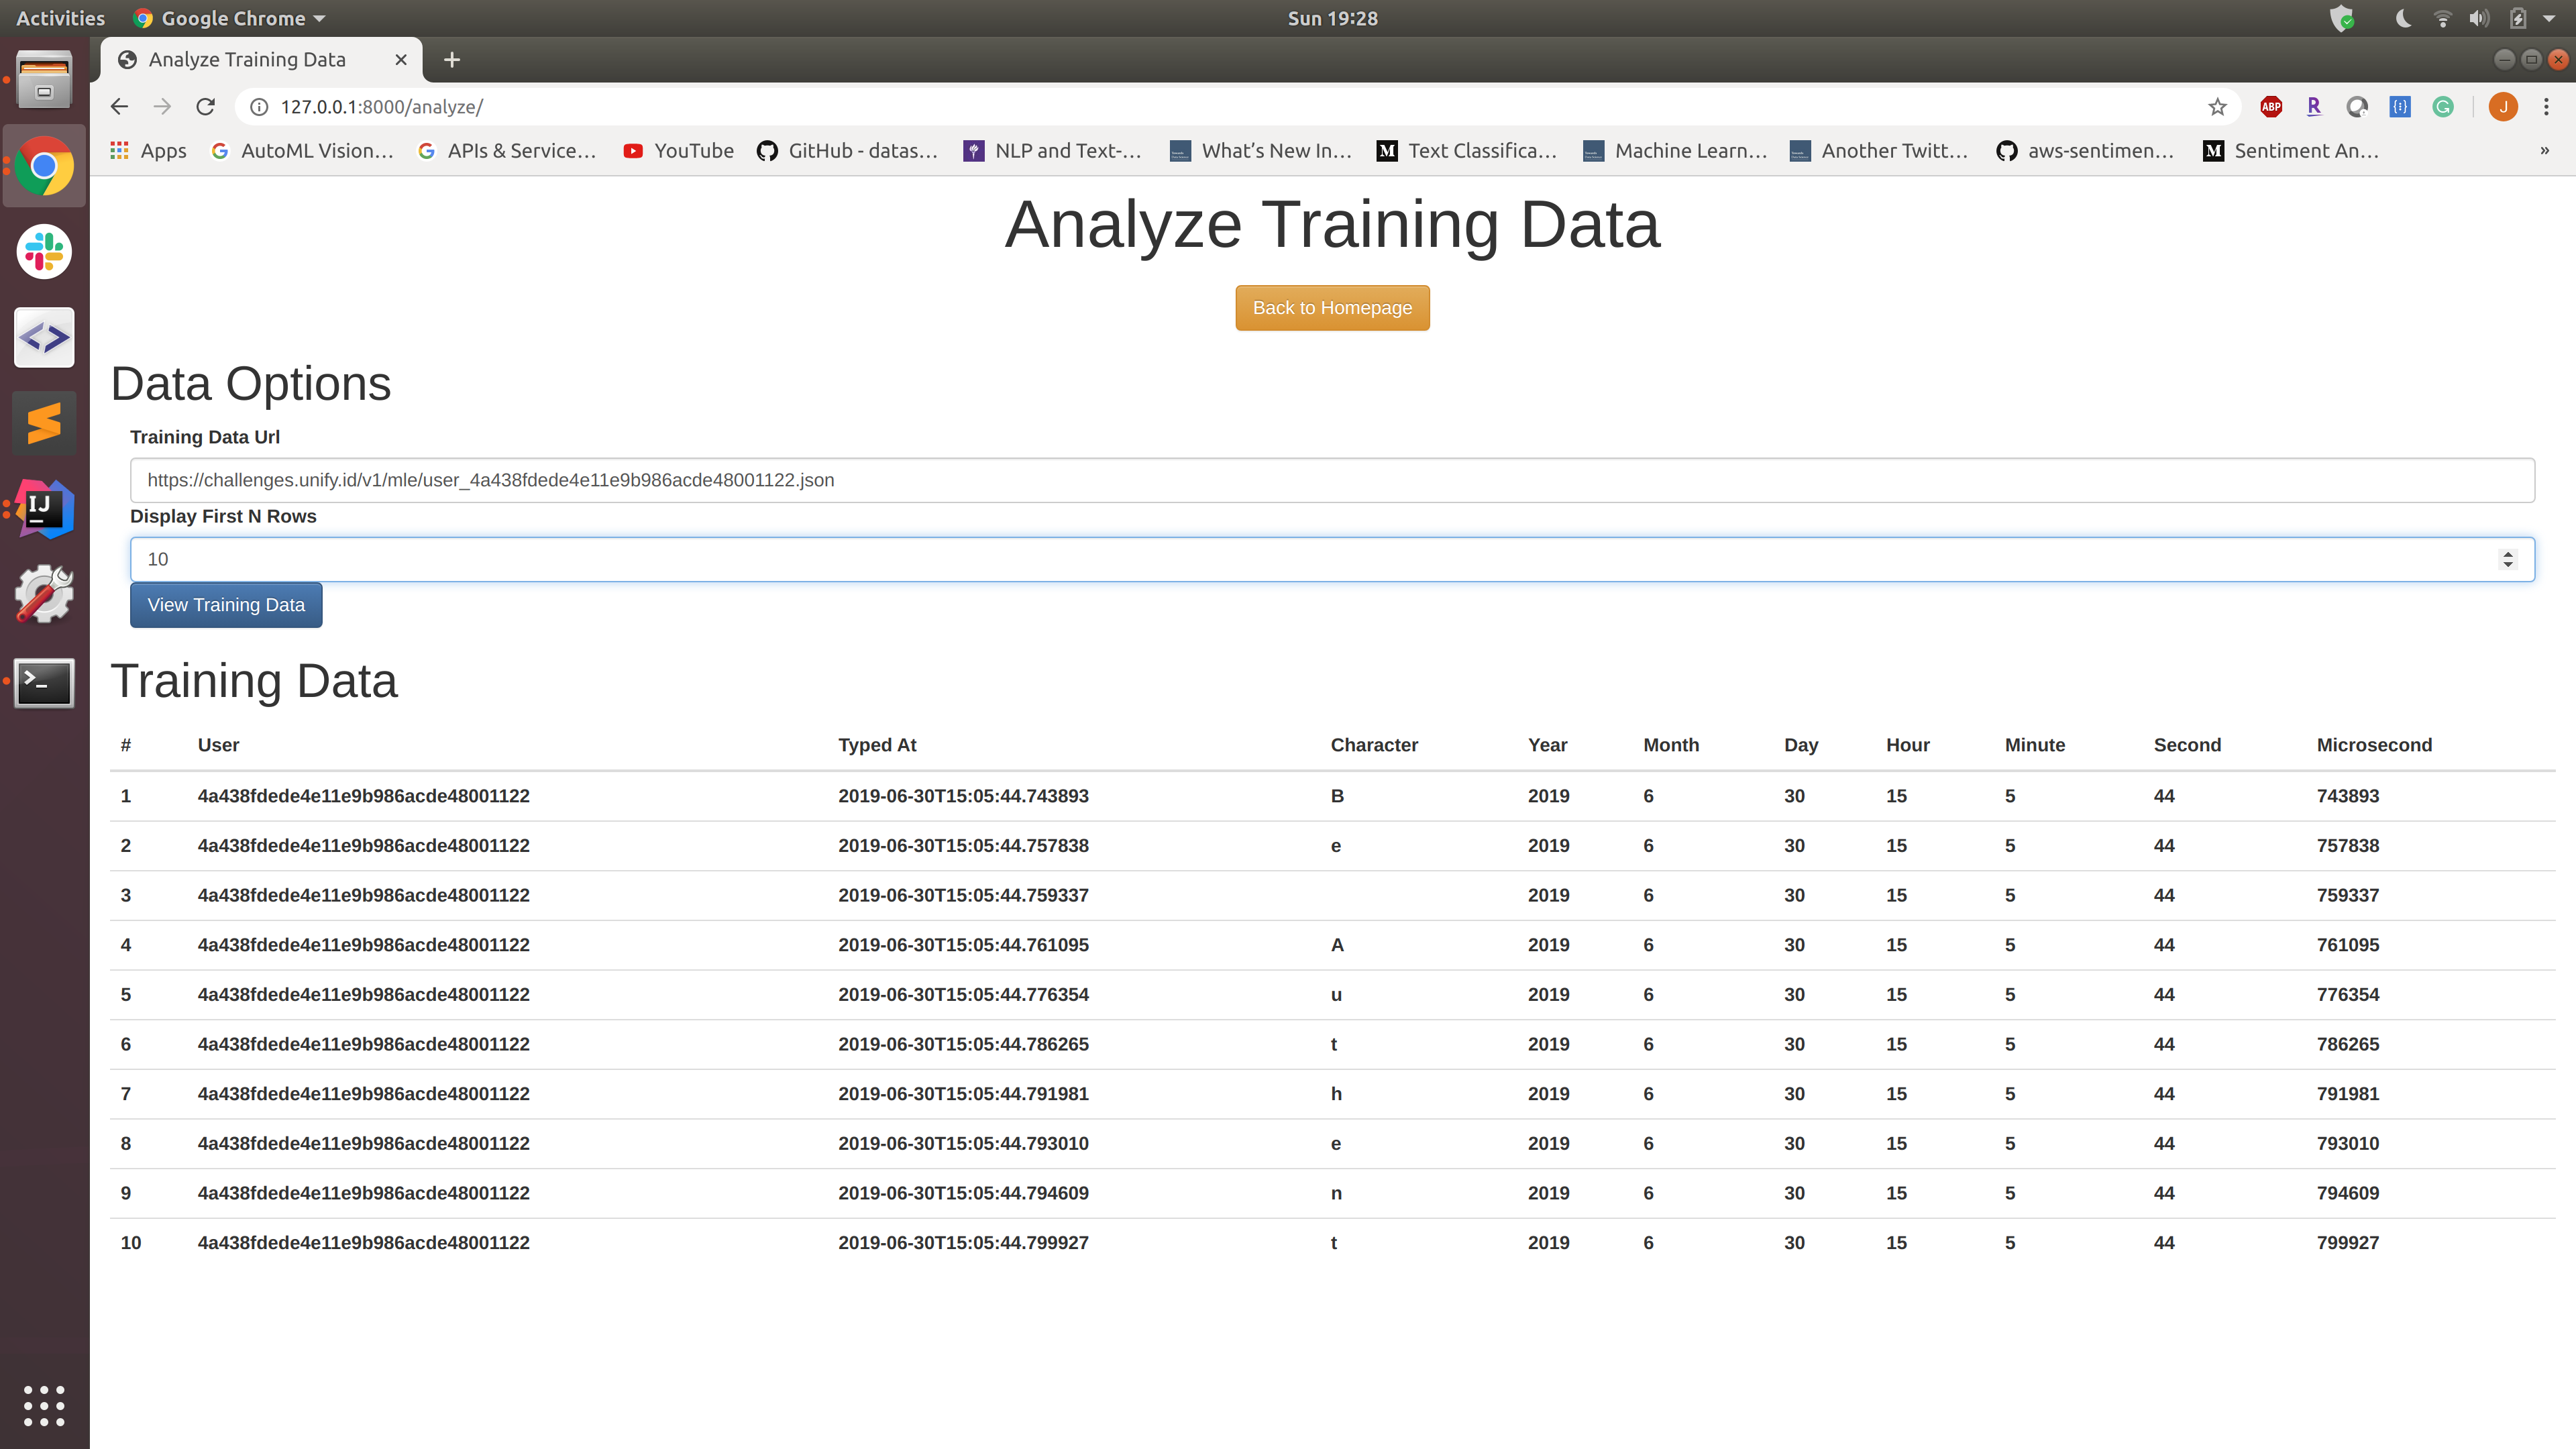 Activities Google Chrome Sun 19:28
Analyze Training Data
127.0.0.1:8000/analyze/ ABP R J
Apps AutoML Vision… APIs & Service… YouTube GitHub - datas… NLP and Text-… What’s New In… M Text Classifica… Machine Learn… Another Twitt… aws-sentimen… M Sentiment An… »
Analyze Training Data
Back to Homepage
Data Options
Training Data Url
https://challenges.unify.id/v1/mle/user_4a438fdede4e11e9b986acde48001122.json
Display First N Rows
10
View Training Data
IJ
Training Data
# User Typed At Character Year Month Day Hour Minute Second Microsecond
1 4a438fdede4e11e9b986acde48001122 2019-06-30T15:05:44.743893 B 2019 6 30 15 5 44 743893
2 4a438fdede4e11e9b986acde48001122 2019-06-30T15:05:44.757838 e 2019 6 30 15 5 44 757838
3 4a438fdede4e11e9b986acde48001122 2019-06-30T15:05:44.759337 2019 6 30 15 5 44 759337
4 4a438fdede4e11e9b986acde48001122 2019-06-30T15:05:44.761095 A 2019 6 30 15 5 44 761095
5 4a438fdede4e11e9b986acde48001122 2019-06-30T15:05:44.776354 u 2019 6 30 15 5 44 776354
6 4a438fdede4e11e9b986acde48001122 2019-06-30T15:05:44.786265 t 2019 6 30 15 5 44 786265
7 4a438fdede4e11e9b986acde48001122 2019-06-30T15:05:44.791981 h 2019 6 30 15 5 44 791981
8 4a438fdede4e11e9b986acde48001122 2019-06-30T15:05:44.793010 e 2019 6 30 15 5 44 793010
9 4a438fdede4e11e9b986acde48001122 2019-06-30T15:05:44.794609 n 2019 6 30 15 5 44 794609
10 4a438fdede4e11e9b986acde48001122 2019-06-30T15:05:44.799927 t 2019 6 30 15 5 44 799927